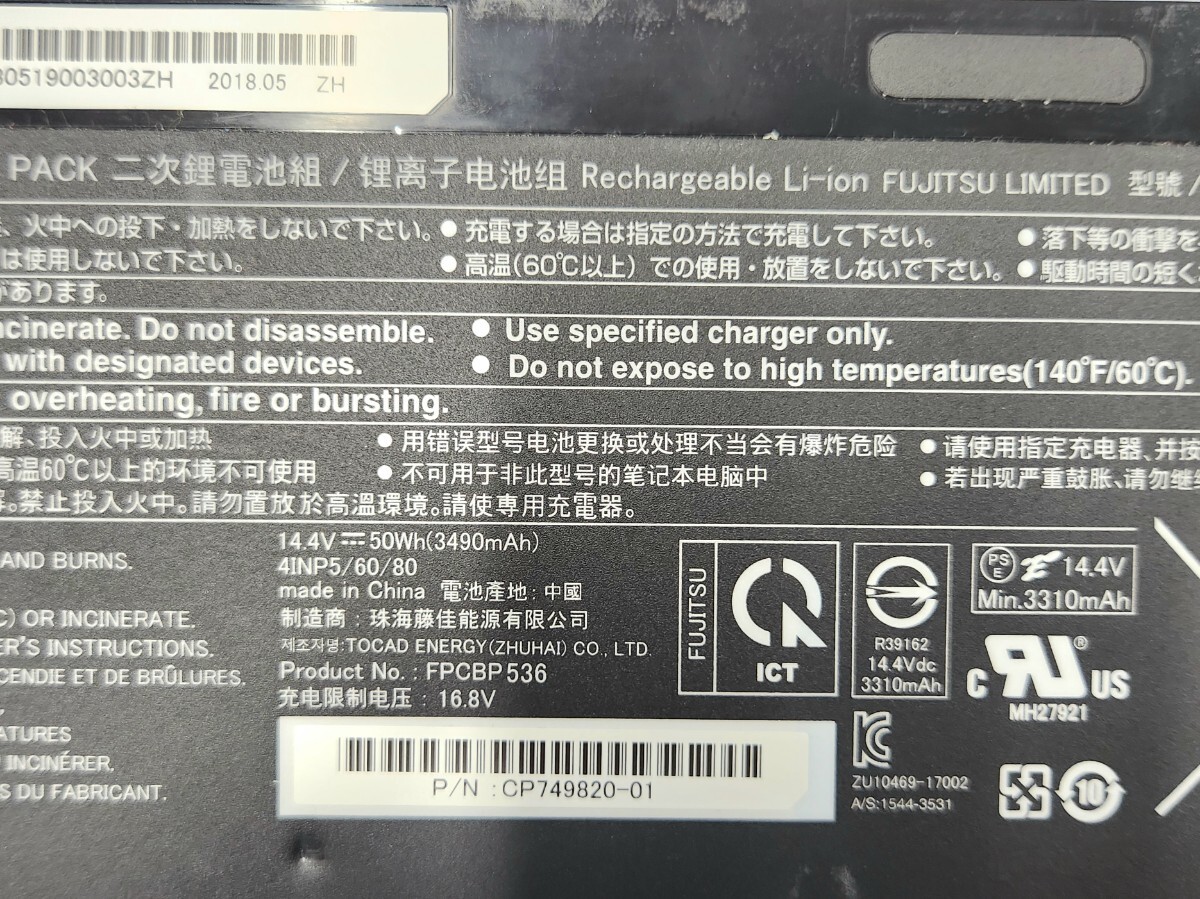 30519003003ZH 2018.05 ZH
PACK 二次鋰電池組 / 锂离子电池组 Rechargeable Li-ion FUJITSU LIMITED 型號 /
、火中への投下・加熱をしないで下さい。 ● 充電する場合は指定の方法で充電して下さい。 ● 落下等の衝撃を
は使用しないで下さい。 ● 高温(60℃以上) での使用・放置をしないで下さい。 ● 駆動時間の短く
があります。
ncinerate. Do not disassemble. ● Use specified charger only.
with designated devices. ● Do not expose to high temperatures(140°F/60℃).
overheating, fire or bursting.
解、投入火中或加热 ● 用错误型号电池更换或处理不当会有爆炸危险 ● 请使用指定充电器、并按
高温60℃以上的环境不可使用 ● 不可用于非此型号的笔记本电脑中 ● 若出现严重鼓胀、请勿继续
。禁止投入火中。請勿置放於高溫環境。請使專用充電器。
AND BURNS.
C) OR INCINERATE.
ER'S INSTRUCTIONS.
CENDIE ET DE BRÛLURES.
ATURES
INCINÉRER.
S DU FABRICANT.
14.4V ⎓ 50Wh(3490mAh)
4INP5/60/80
made in China 電池產地: 中國
制造商 : 珠海藤佳能源有限公司
제조자명:TOCAD ENERGY(ZHUHAI) CO., LTD.
Product No. : FPCBP536
充电限制电压 : 16.8V
P/N : CP749820-01
FUJITSU
ICT
R39162
14.4Vdc
3310mAh
PS
E
14.4V
Min.3310mAh
c RU ® US
MH27921
ZU10469-17002
A/S:1544-3531
10